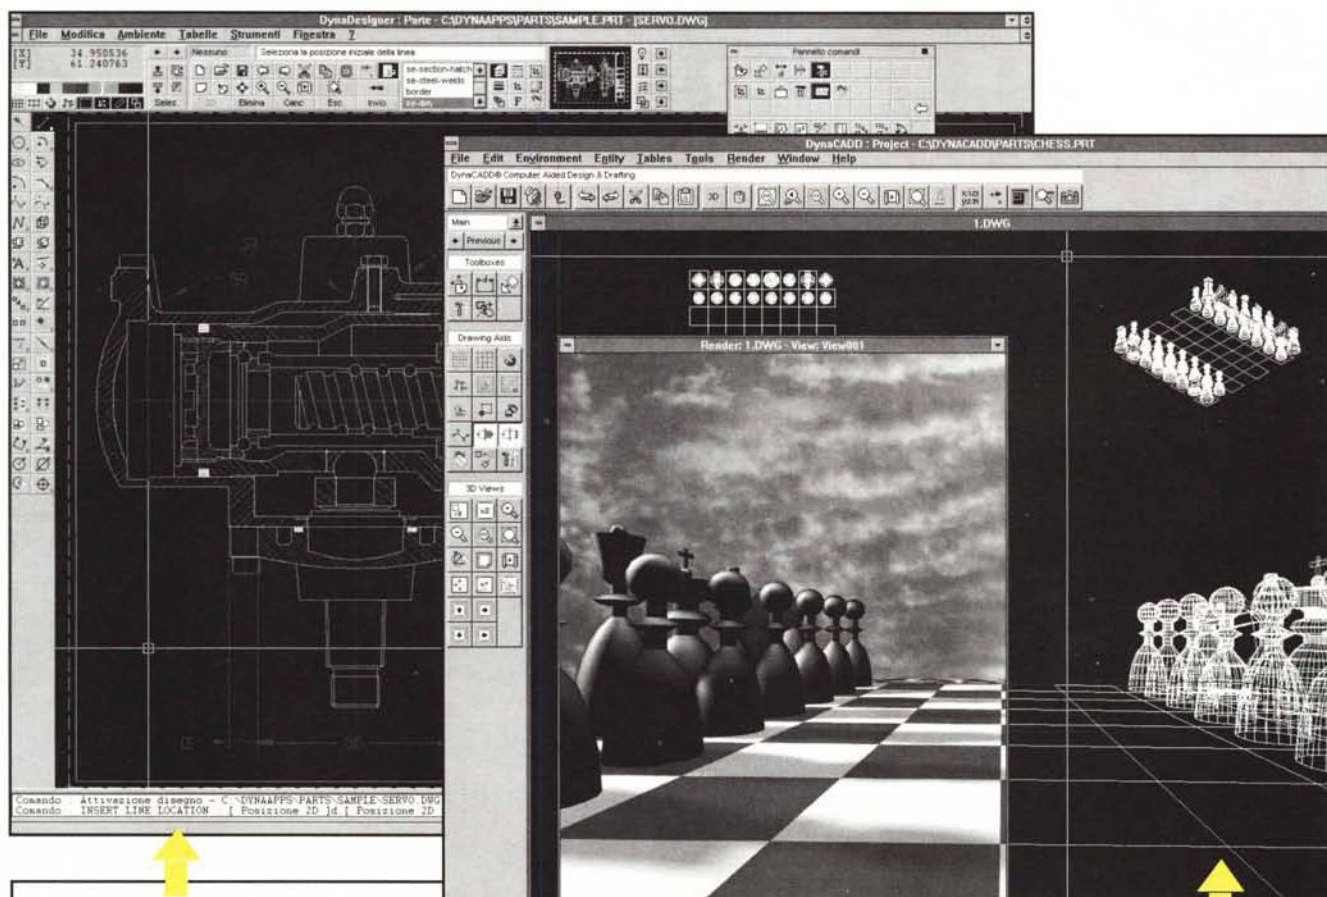 DynaDesigner : Parte - C:\DYNAAPPS\PARTS\SAMPLE.PRT - [SERVO.DWG]
File Modifica Ambiente Tabelle Strumenti Finestra ?
[X] 34.950536
[Y] 61.240763
Nessuno
Seleziona la posizione iniziale della linea
se-section-hatch
se-steel-welds
border
se-dim
Selez.
2D
Elimina
Canc
Esc
Invio
Pannello comandi
DynaCADD : Project - C:\DYNACADD\PARTS\CHESS.PRT
File Edit Environment Entity Tables Tools Render Window Help
DynaCADD® Computer Aided Design & Drafting
3D
Main
Previous
1.DWG
Toolboxes
Drawing Aids
3D Views
Render: 1.DWG - View: View001
Comando : Attivazione disegno - C:\DYNAAPPS\PARTS\SAMPLE\SERVO.DWG
Comando INSERT LINE LOCATION [ Posizione 2D ]d [ Posizione 2D